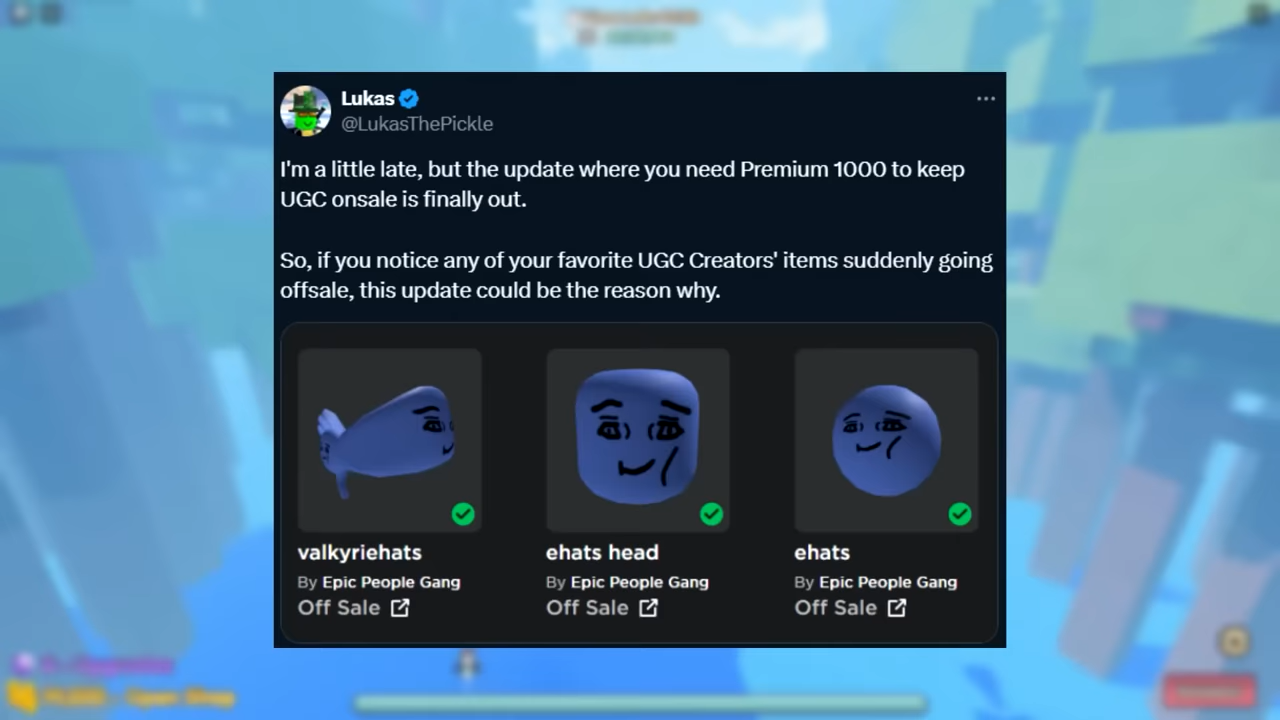 Lukas
@LukasThePickle
I'm a little late, but the update where you need Premium 1000 to keep
UGC onsale is finally out.
So, if you notice any of your favorite UGC Creators' items suddenly going
offsale, this update could be the reason why.
valkyriehats
By Epic People Gang
Off Sale
ehats head
By Epic People Gang
Off Sale
ehats
By Epic People Gang
Off Sale